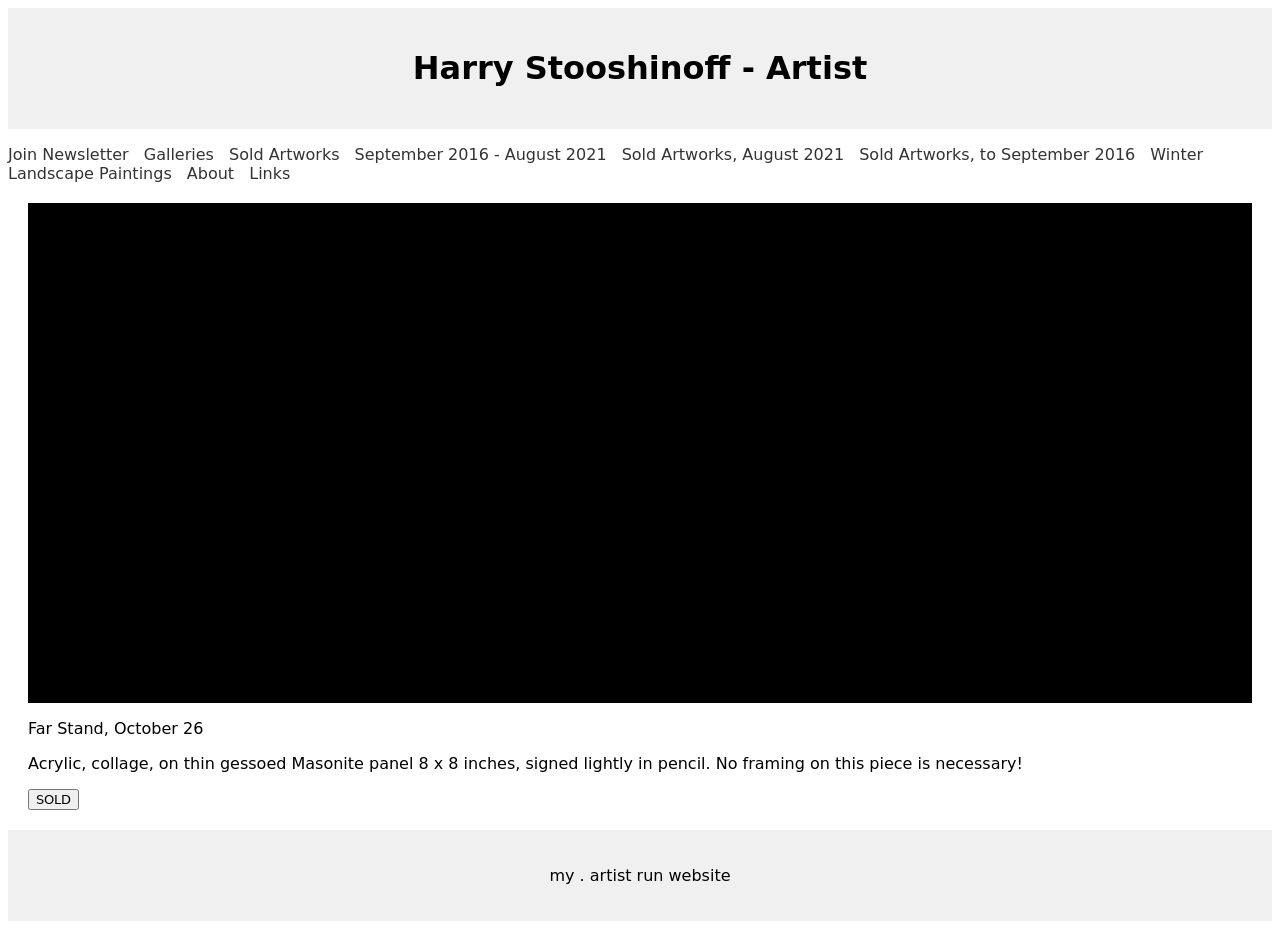 Harry Stooshinoff - Artist
Join Newsletter Galleries Sold Artworks September 2016 - August 2021 Sold Artworks, August 2021 Sold Artworks, to September 2016 Winter
Landscape Paintings About Links
Far Stand, October 26
Acrylic, collage, on thin gessoed Masonite panel 8 x 8 inches, signed lightly in pencil. No framing on this piece is necessary!
SOLD
my . artist run website